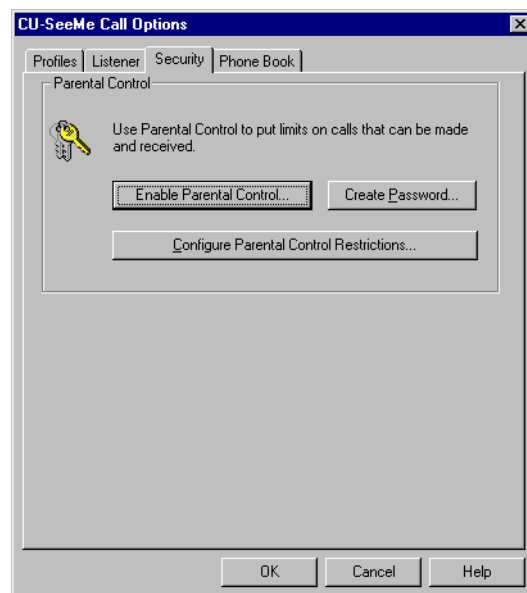 CU-SeeMe Call Options
Profiles Listener Security Phone Book
Parental Control
Use Parental Control to put limits on calls that can be made
and received.
Enable Parental Control... Create Password...
Configure Parental Control Restrictions...
OK Cancel Help